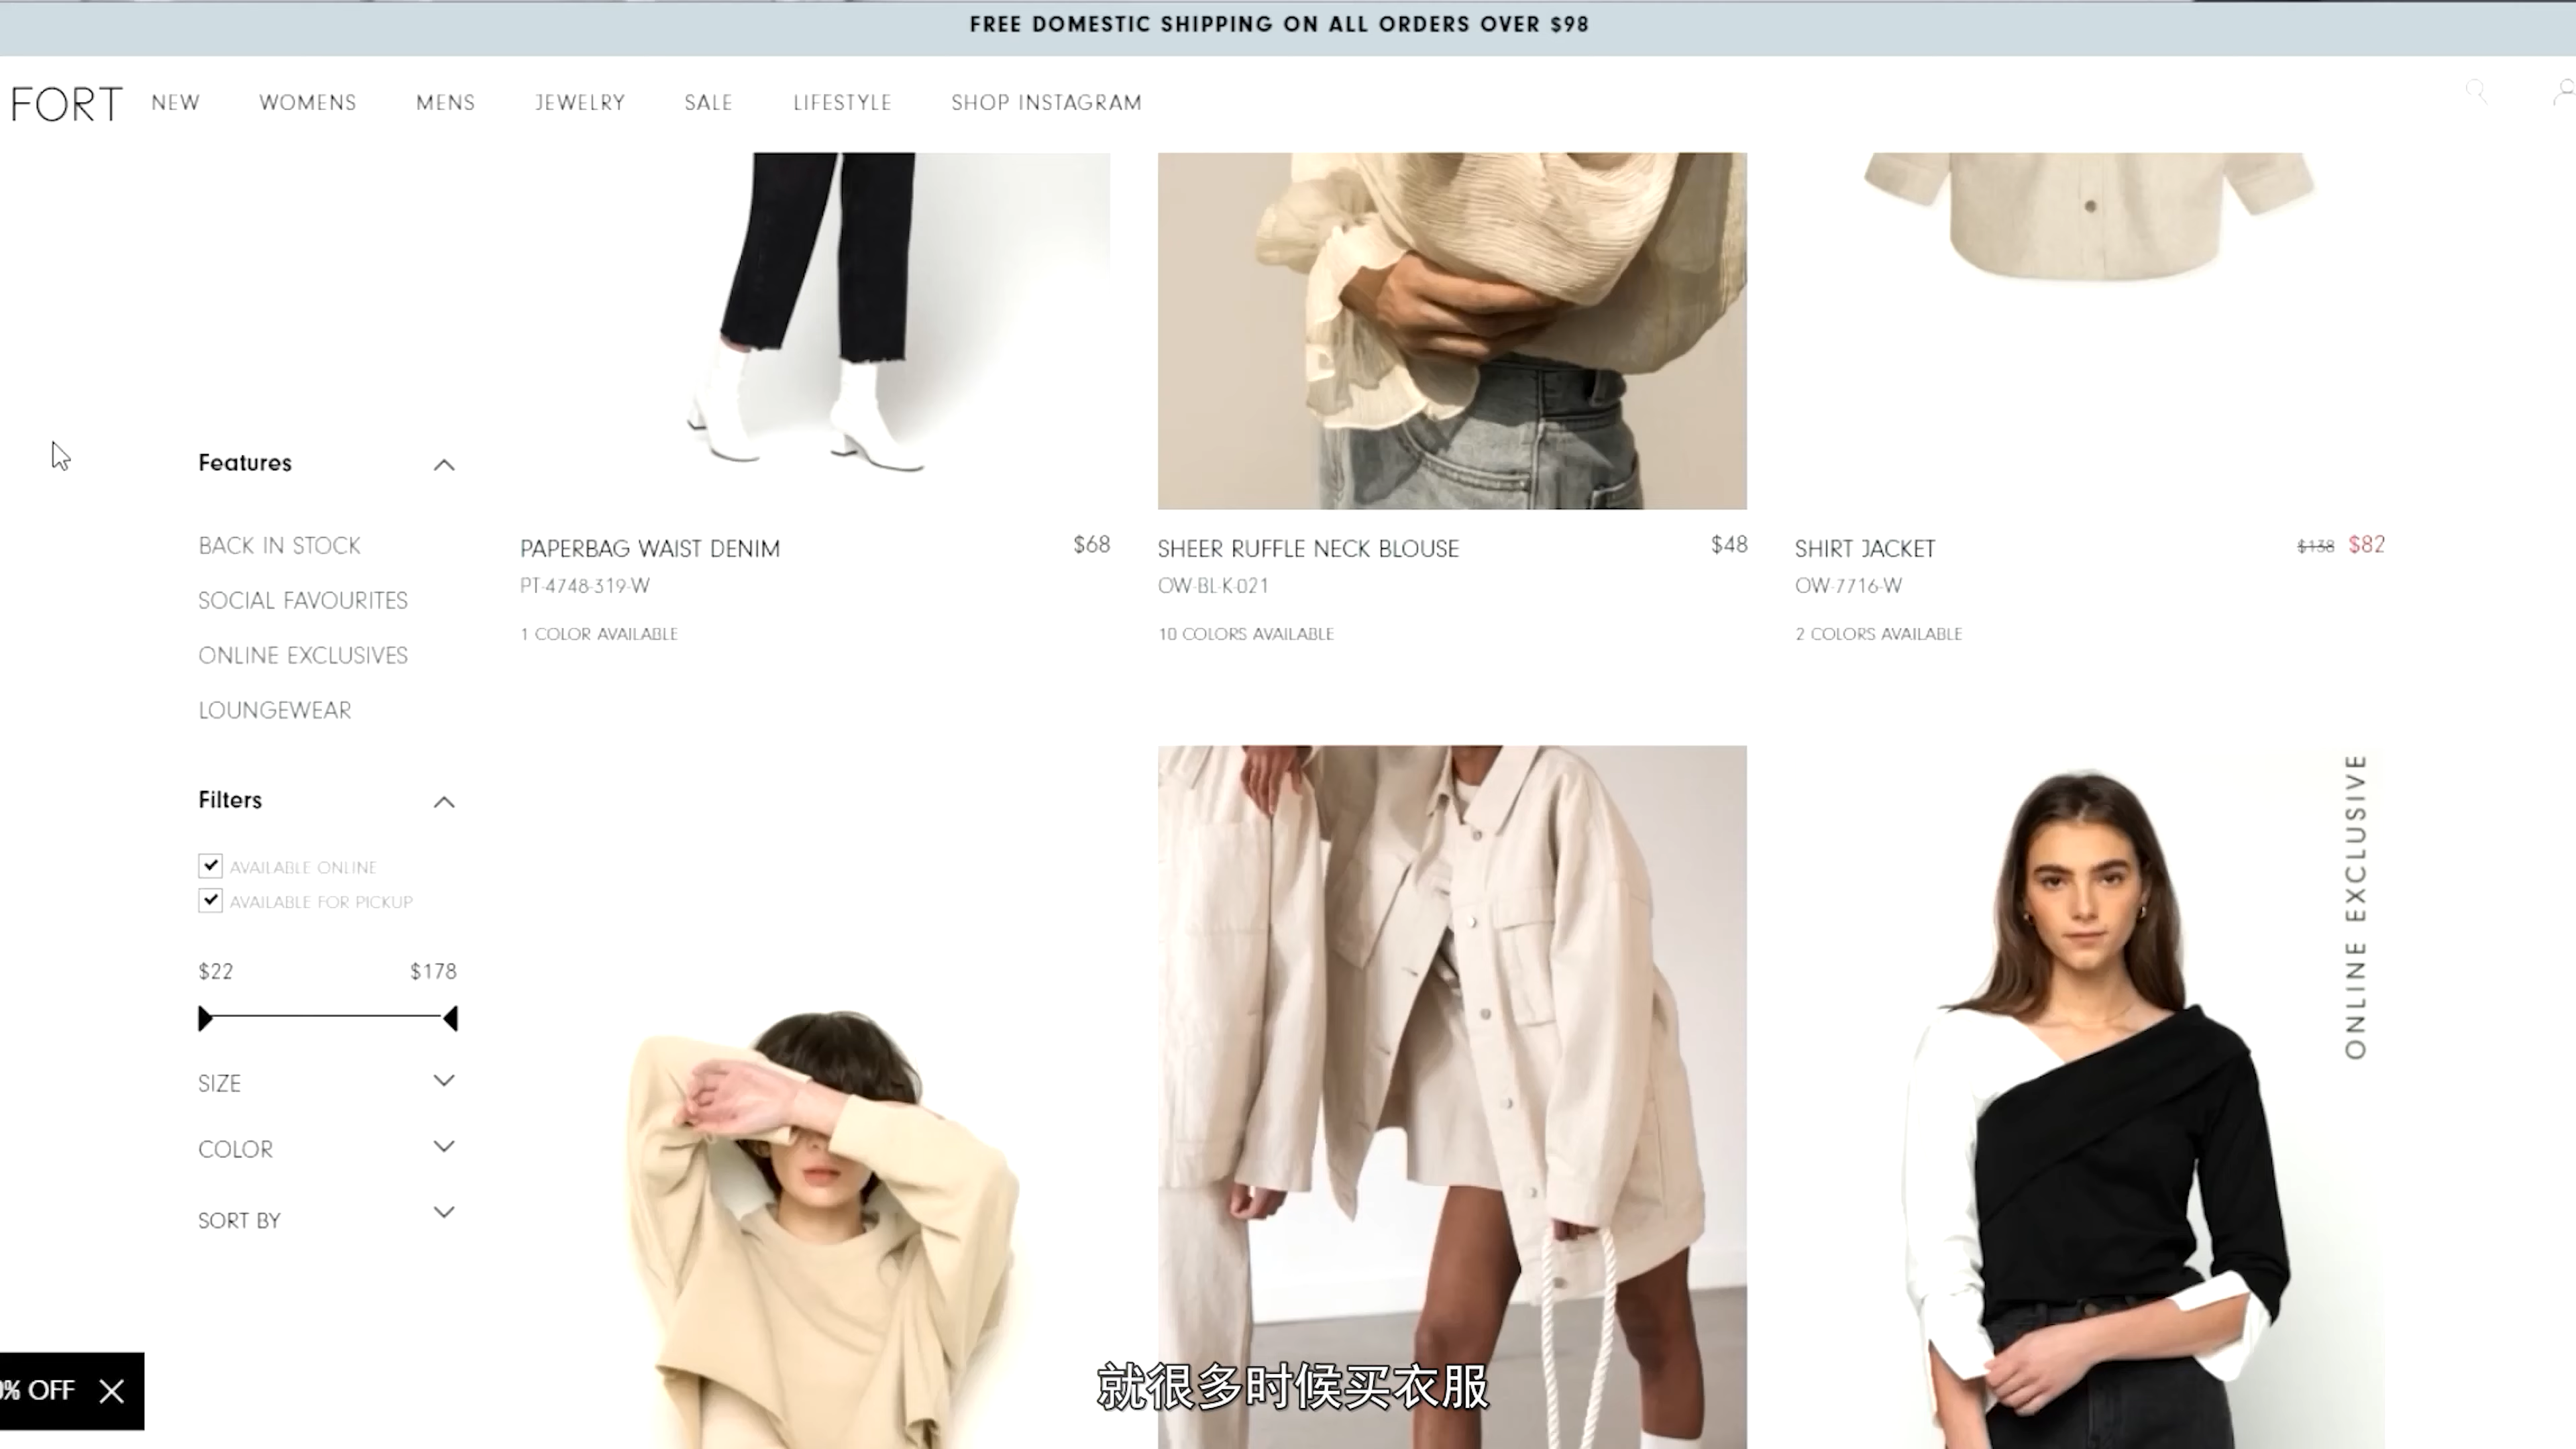 FREE DOMESTIC SHIPPING ON ALL ORDERS OVER $98
FORT NEW WOMENS MENS JEWELRY SALE LIFESTYLE SHOP INSTAGRAM
Features
BACK IN STOCK
SOCIAL FAVOURITES
ONLINE EXCLUSIVES
LOUNGEWEAR
Filters
AVAILABLE ONLINE
AVAILABLE FOR PICKUP
$22 $178
SIZE
COLOR
SORT BY
PAPERBAG WAIST DENIM $68
PT-4748-319-W
1 COLOR AVAILABLE
SHEER RUFFLE NECK BLOUSE $48
OW-BL-K-021
10 COLORS AVAILABLE
SHIRT JACKET $138 $82
OW-7716-W
2 COLORS AVAILABLE
ONLINE EXCLUSIVE
% OFF
就很多时候买衣服